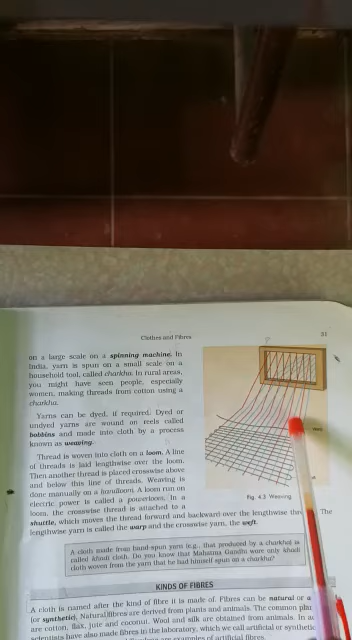 Clothes and Fibres
51
on a large scale on a spinning machine. In
India, yarn is spun on a small scale on a
household tool, called charkha. In rural areas,
you might have seen people, especially
women, making threads from cotton using a
charkha.
Yarns can be dyed, if required. Dyed or
undyed yarns are wound on reels called
bobbins and made into cloth by a process
known as weaving.
Thread is woven into cloth on a loom. A line
of threads is laid lengthwise over the loom.
Then another thread is placed crosswise above
and below this line of threads. Weaving is
done manually on a handloom. A loom run on
electric power is called a powerloom. In a
loom, the crosswise thread is attached to a
shuttle, which moves the thread forward and backward over the lengthwise The
lengthwise yarn is called the warp and the crosswise yarn, the weft.
Fig. 4.3 Weaving
A cloth made from hand-spun yarn (e.g., that produced by a charkha) is
called khadi cloth. Do you know that Mahatma Gandhi wore only khadi
cloth woven from the yarn that he had himself spun on a charkha?
KINDS OF FIBRES
A cloth is named after the kind of fibre it is made of. Fibres can be natural or
(or synthetic). Natural fibres are derived from plants and animals. The common
are cotton, flax, jute and coconut. Wool and silk are obtained from animals. In
scientists have also made fibres in the laboratory, which we call artificial or synthetic
are examples of artificial fibres.